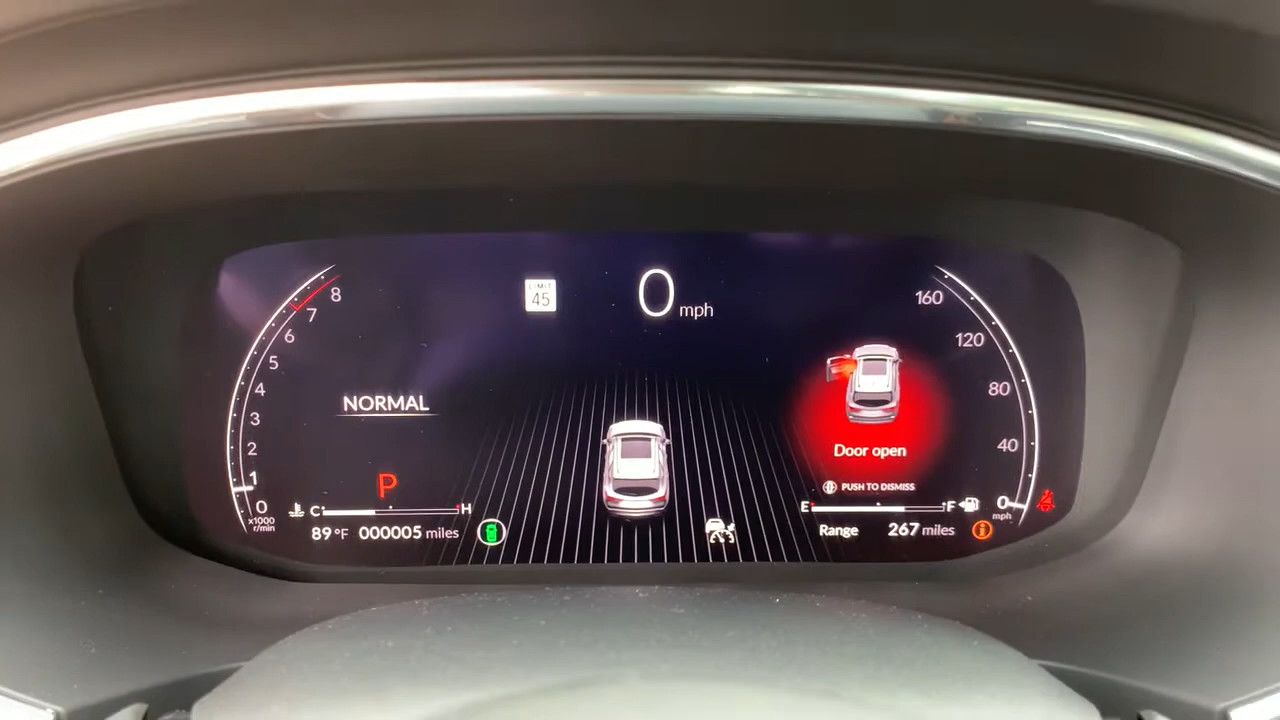 LIMIT
45
0 mph
8
7
6
5
4
3
2
1
0
x1000
r/min
NORMAL
P
C H
89°F 000005 miles
160
120
80
40
0
mph
Door open
PUSH TO DISMISS
E F
Range 267 miles
i